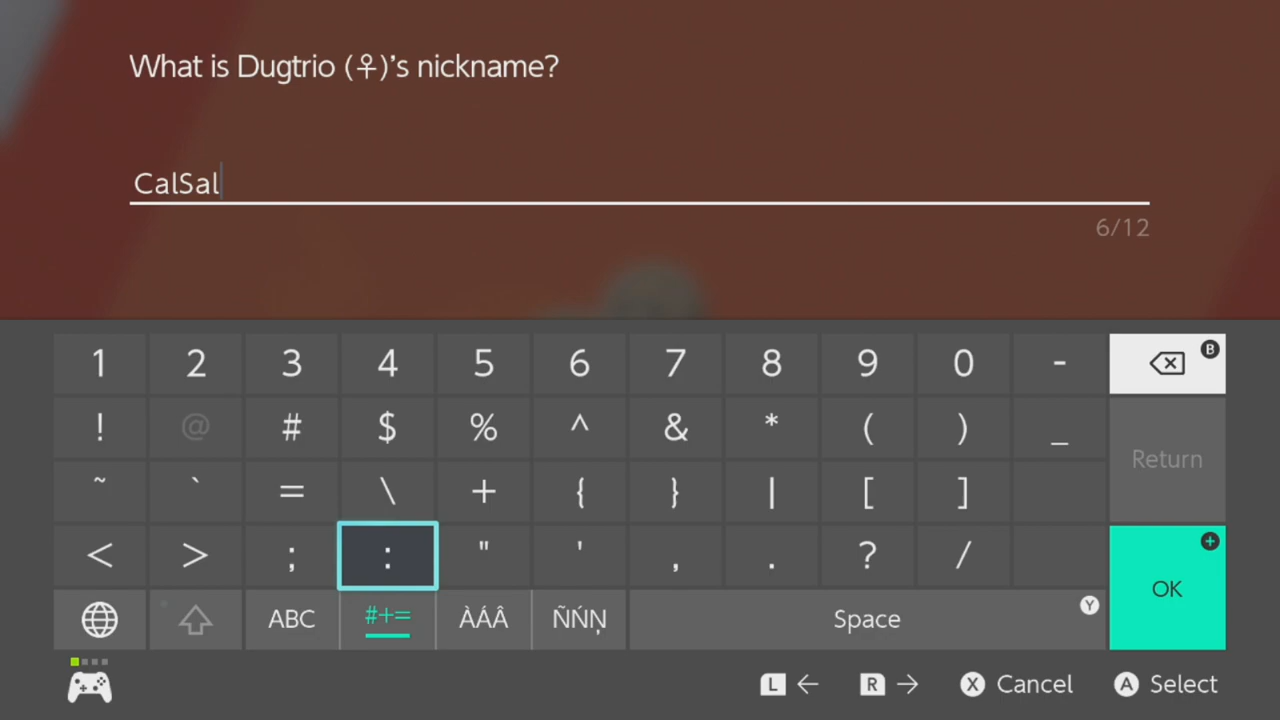 What is Dugtrio (♀)'s nickname?
CalSal
6/12
1 2 3 4 5 6 7 8 9 0 - B
! @ # $ % ^ & * ( ) _
~ ` = \ + { } | [ ] Return
< > ; : " ' , . ? / +
OK
ABC #+= ÀÁÂ ÑŃŅ Space Y
L ← R → X Cancel A Select